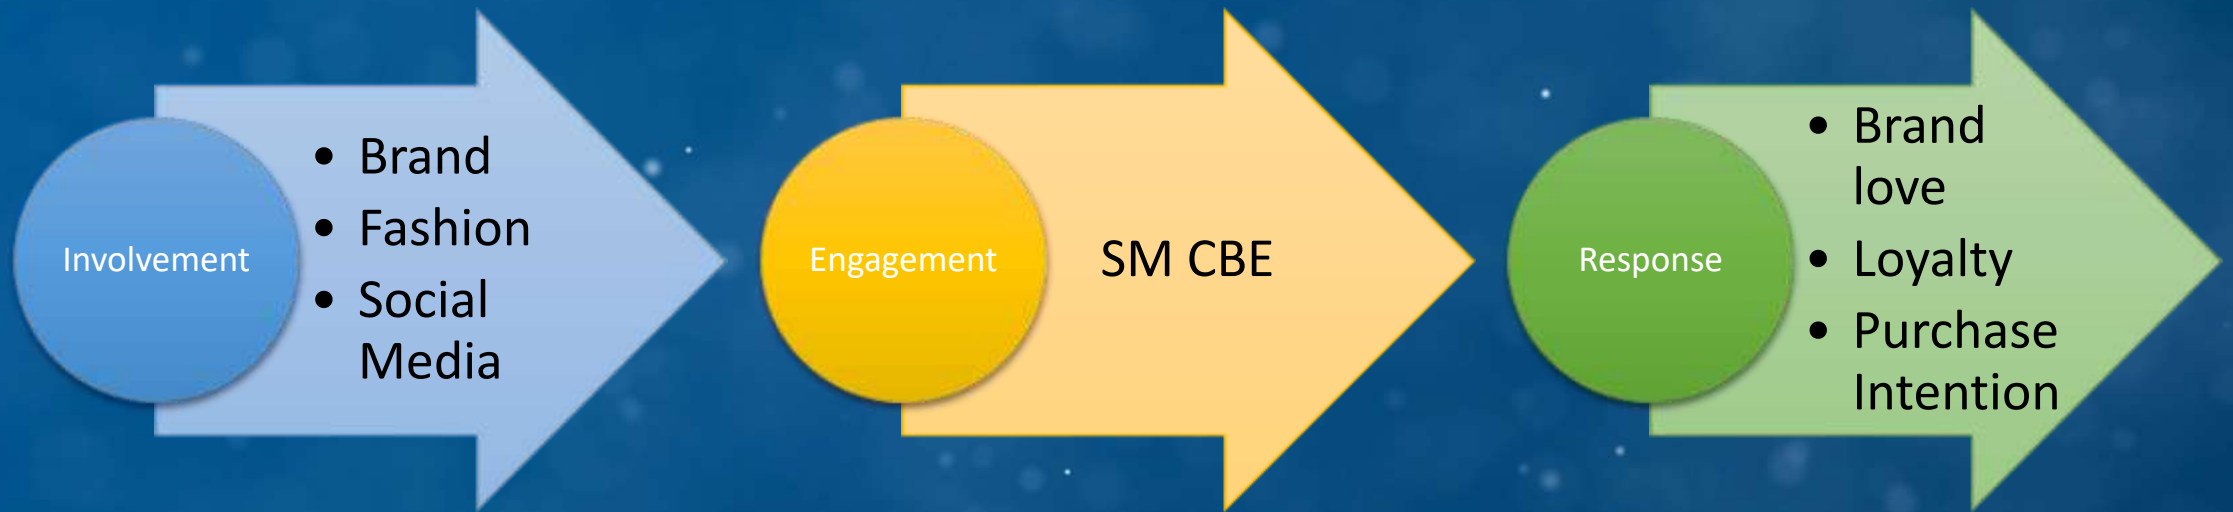 Involvement
• Brand
• Fashion
• Social
Media
Engagement
SM CBE
Response
• Brand
love
• Loyalty
• Purchase
Intention